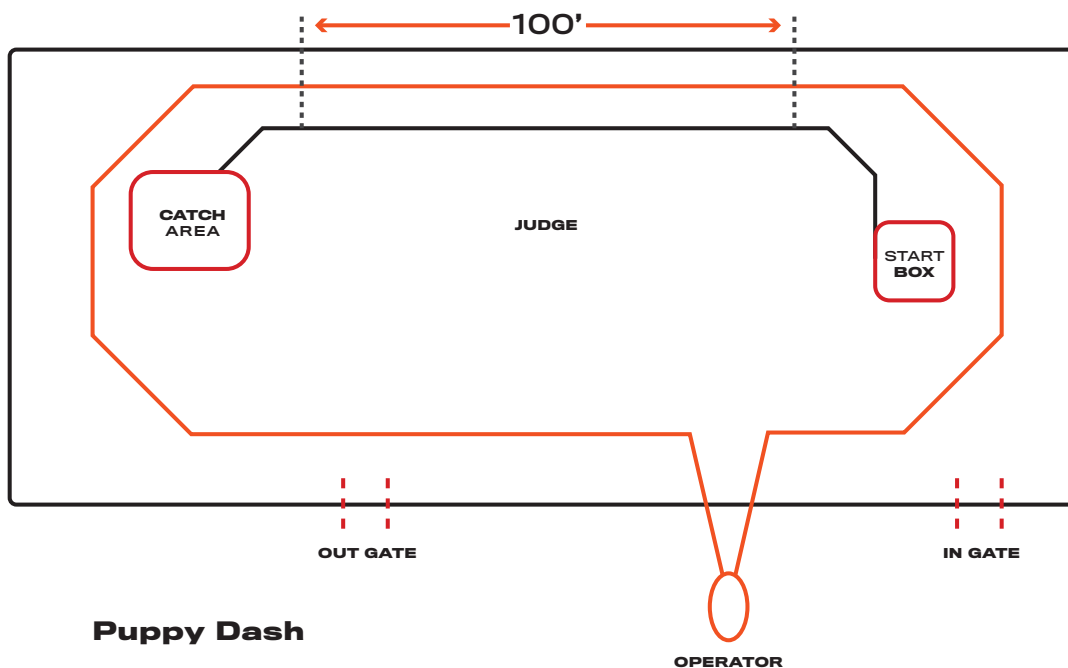 100'
CATCH
AREA
JUDGE
START
BOX
OUT GATE
IN GATE
Puppy Dash
OPERATOR